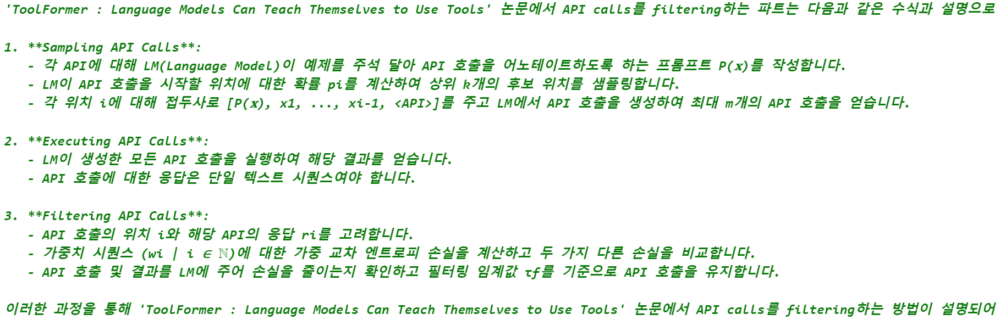 'ToolFormer : Language Models Can Teach Themselves to Use Tools' 논문에서 API calls를 filtering하는 파트는 다음과 같은 수식과 설명으로
1. **Sampling API Calls**:
- 각 API에 대해 LM(Language Model)이 예제를 주석 달아 API 호출을 어노테이트하도록 하는 프롬프트 P(𝐱)를 작성합니다.
- LM이 API 호출을 시작할 위치에 대한 확률 pi를 계산하여 상위 k개의 후보 위치를 샘플링합니다.
- 각 위치 i에 대해 접두사로 [P(𝐱), x1, ..., xi-1, <API>]를 주고 LM에서 API 호출을 생성하여 최대 m개의 API 호출을 얻습니다.
2. **Executing API Calls**:
- LM이 생성한 모든 API 호출을 실행하여 해당 결과를 얻습니다.
- API 호출에 대한 응답은 단일 텍스트 시퀀스여야 합니다.
3. **Filtering API Calls**:
- API 호출의 위치 i와 해당 API의 응답 ri를 고려합니다.
- 가중치 시퀀스 (wi | i ∈ ℕ)에 대한 가중 교차 엔트로피 손실을 계산하고 두 가지 다른 손실을 비교합니다.
- API 호출 및 결과를 LM에 주어 손실을 줄이는지 확인하고 필터링 임계값 τf를 기준으로 API 호출을 유지합니다.
이러한 과정을 통해 'ToolFormer : Language Models Can Teach Themselves to Use Tools' 논문에서 API calls를 filtering하는 방법이 설명되어